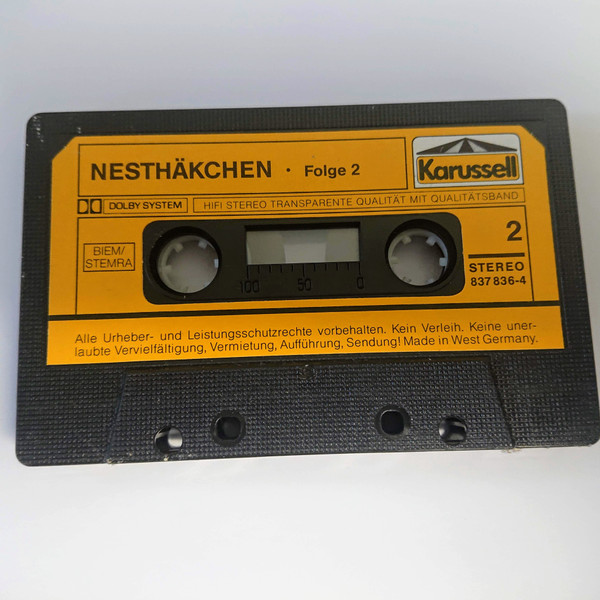 NESTHÄKCHEN · Folge 2
Karussell
DOLBY SYSTEM
HIFI STEREO TRANSPARENTE QUALITÄT MIT QUALITÄTSBAND
2
BIEM/
STEMRA
STEREO
837 836-4
100 50 0
Alle Urheber- und Leistungsschutzrechte vorbehalten. Kein Verleih. Keine uner-
laubte Vervielfältigung, Vermietung, Aufführung, Sendung! Made in West Germany.